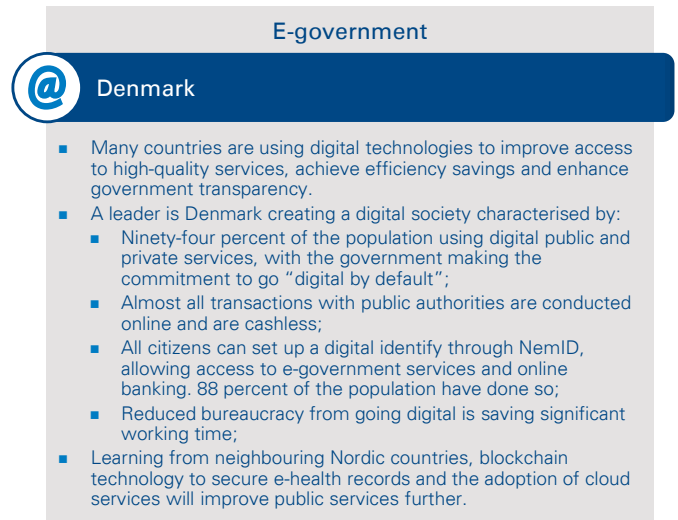 E-government
@
Denmark
▪ Many countries are using digital technologies to improve access
to high-quality services, achieve efficiency savings and enhance
government transparency.
▪ A leader is Denmark creating a digital society characterised by:
▪ Ninety-four percent of the population using digital public and
private services, with the government making the
commitment to go “digital by default”;
▪ Almost all transactions with public authorities are conducted
online and are cashless;
▪ All citizens can set up a digital identify through NemID,
allowing access to e-government services and online
banking. 88 percent of the population have done so;
▪ Reduced bureaucracy from going digital is saving significant
working time;
▪ Learning from neighbouring Nordic countries, blockchain
technology to secure e-health records and the adoption of cloud
services will improve public services further.